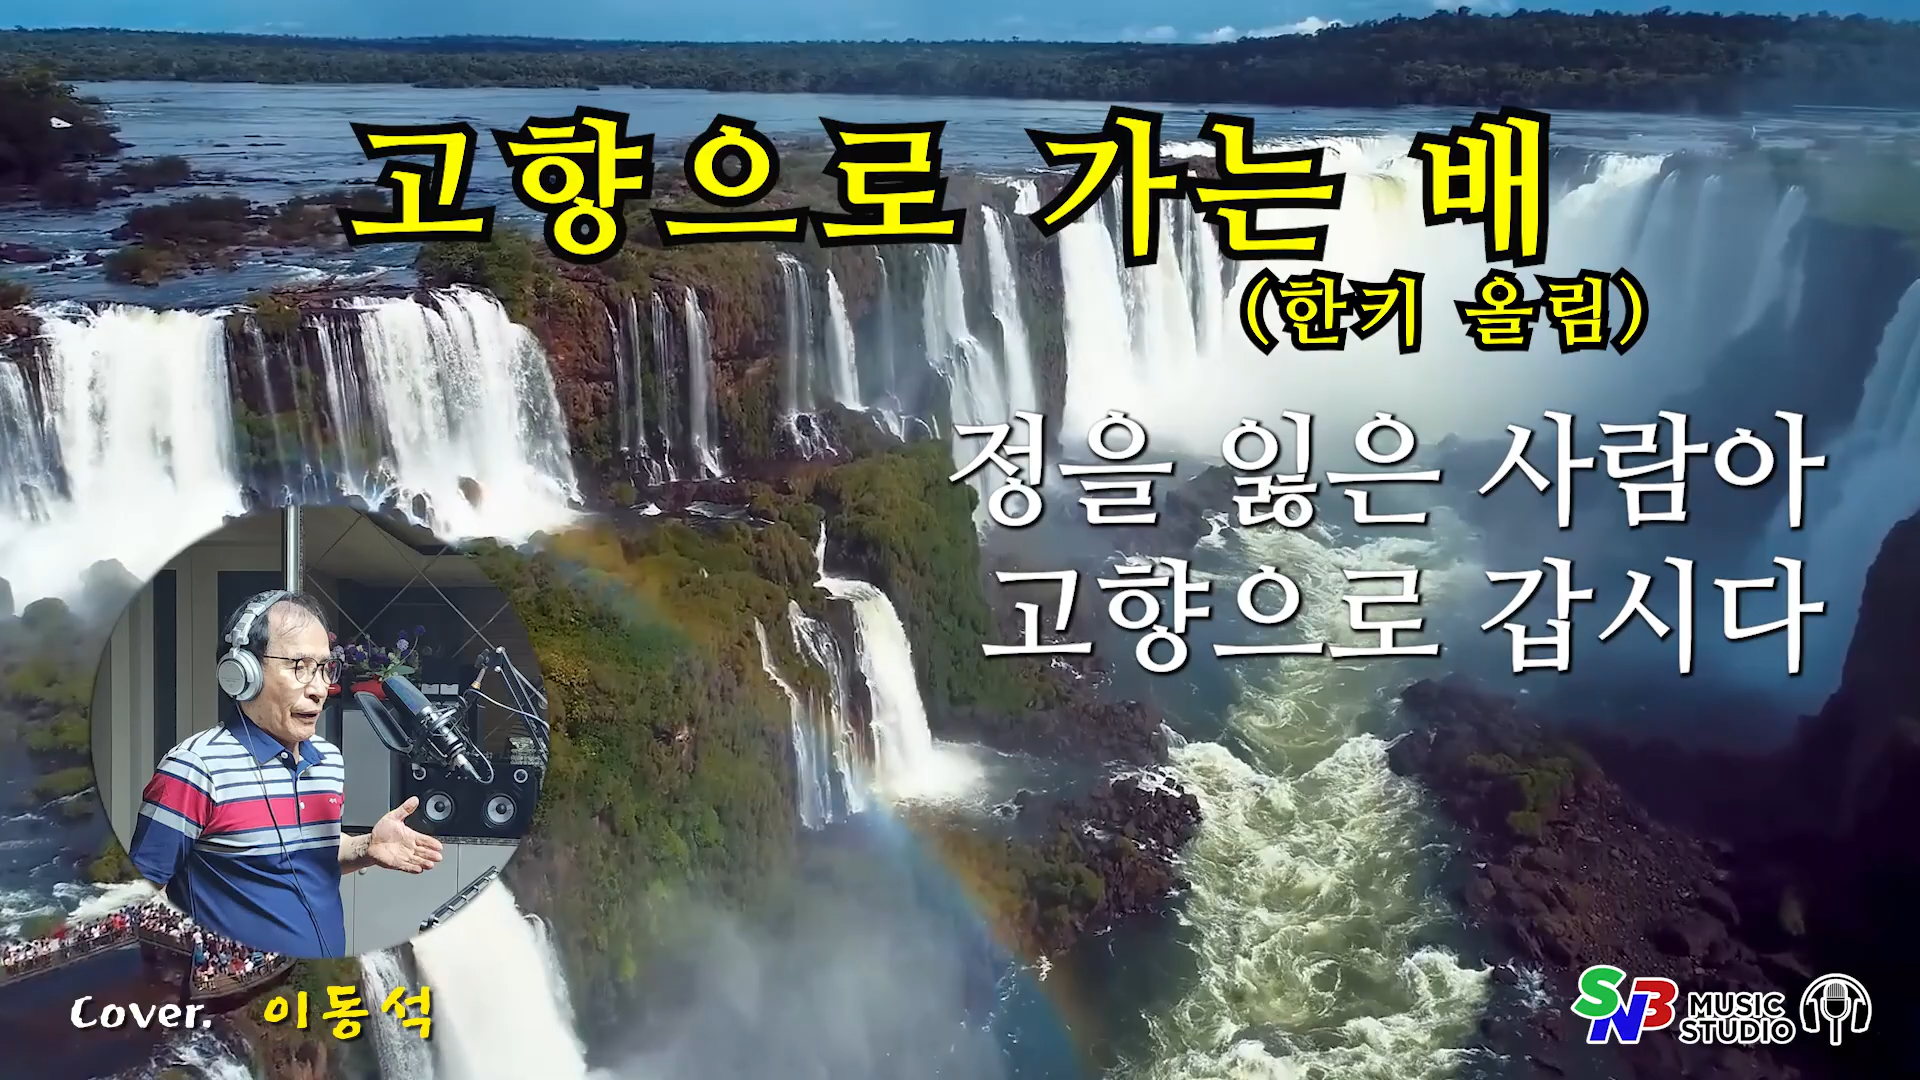 고향으로 가는 배
(한키 올림)
정을 잃은 사람아
고향으로 갑시다
Cover. 이동석
SNB MUSIC STUDIO